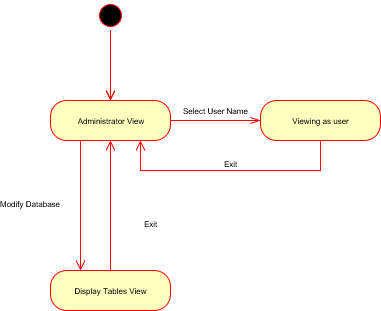 Select User Name
Administrator View
Viewing as user
Exit
Modify Database
Exit
Display Tables View